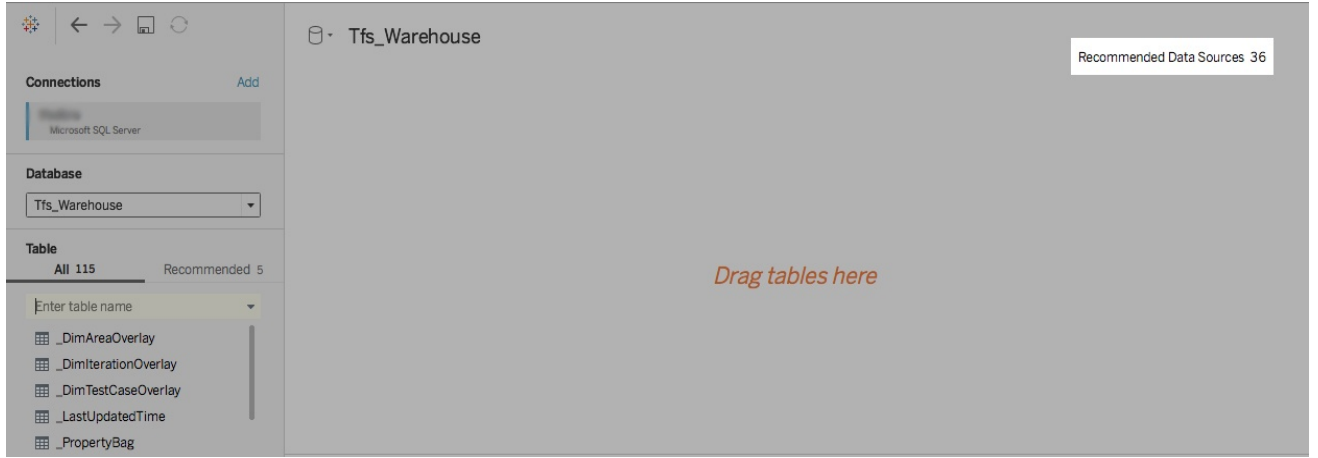 Tfs_Warehouse
Recommended Data Sources 36
Connections Add
Microsoft SQL Server
Database
Tfs_Warehouse
Table
All 115 Recommended 5
Enter table name
_DimAreaOverlay
_DimIterationOverlay
_DimTestCaseOverlay
_LastUpdatedTime
_PropertyBag
Drag tables here